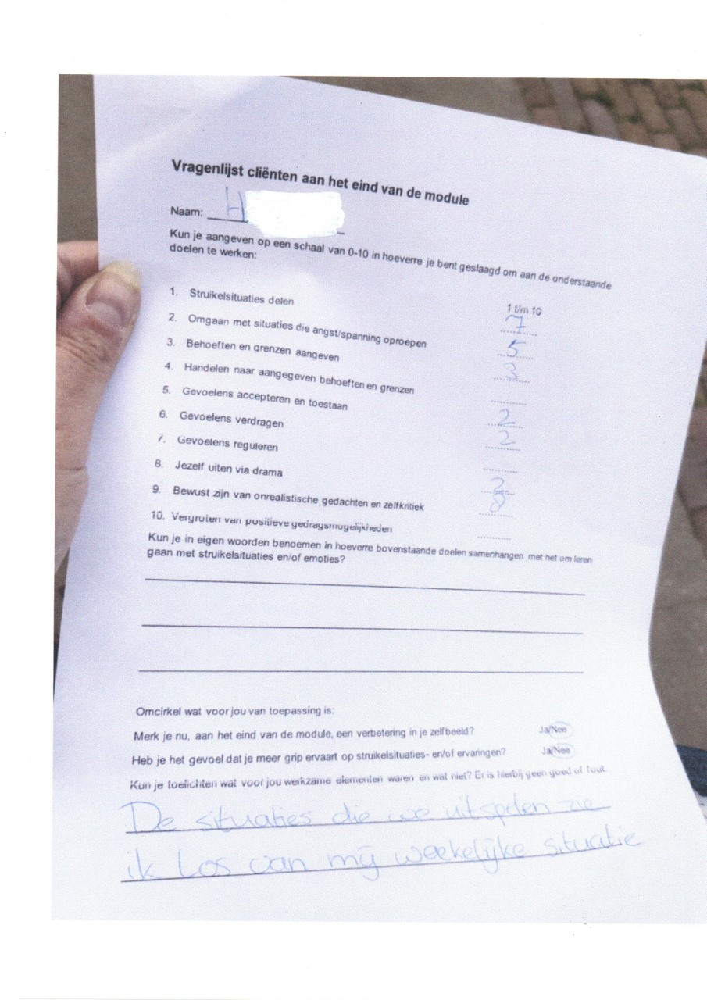 Vragenlijst cliënten aan het eind van de module
Naam: H
Kun je aangeven op een schaal van 0-10 in hoeverre je bent geslaagd om aan de onderstaande
doelen te werken:
1 t/m 10
1. Struikelsituaties delen 7
2. Omgaan met situaties die angst/spanning oproepen 5
3. Behoeften en grenzen aangeven 3
4. Handelen naar aangegeven behoeften en grenzen
5. Gevoelens accepteren en toestaan 2
6. Gevoelens verdragen 2
7. Gevoelens reguleren
8. Jezelf uiten via drama 2
9. Bewust zijn van onrealistische gedachten en zelfkritiek 8
10. Vergroten van positieve gedragsmogelijkheden
Kun je in eigen woorden benoemen in hoeverre bovenstaande doelen samenhangen met het om leren
gaan met struikelsituaties en/of emoties?
Omcirkel wat voor jou van toepassing is:
Merk je nu, aan het eind van de module, een verbetering in je zelfbeeld? Ja/Nee
Heb je het gevoel dat je meer grip ervaart op struikelsituaties- en/of ervaringen? Ja/Nee
Kun je toelichten wat voor jou werkzame elementen waren en wat niet? Er is hierbij geen goed of fout.
De situaties die we uitspelen zie
ik los van mij weekelijke situatie